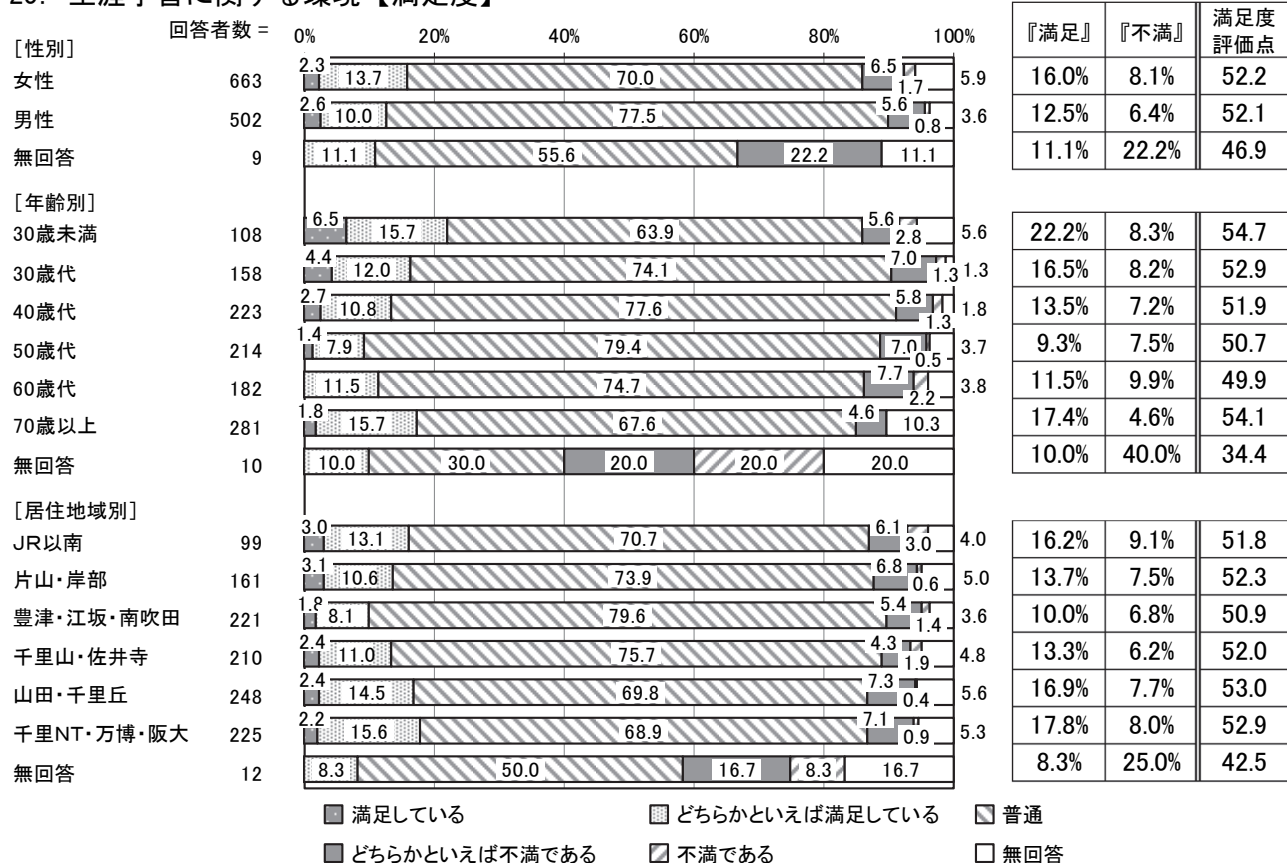 回答者数 = 0% 20% 40% 60% 80% 100% 『満足』 『不満』 満足度評価点
[性別]
女性 663 2.3 13.7 70.0 6.5 1.7 5.9 16.0% 8.1% 52.2
男性 502 2.6 10.0 77.5 5.6 0.8 3.6 12.5% 6.4% 52.1
無回答 9 11.1 55.6 22.2 11.1 11.1% 22.2% 46.9
[年齢別]
30歳未満 108 6.5 15.7 63.9 5.6 2.8 5.6 22.2% 8.3% 54.7
30歳代 158 4.4 12.0 74.1 7.0 1.3 1.3 16.5% 8.2% 52.9
40歳代 223 2.7 10.8 77.6 5.8 1.3 1.8 13.5% 7.2% 51.9
50歳代 214 1.4 7.9 79.4 7.0 0.5 3.7 9.3% 7.5% 50.7
60歳代 182 11.5 74.7 7.7 2.2 3.8 11.5% 9.9% 49.9
70歳以上 281 1.8 15.7 67.6 4.6 10.3 17.4% 4.6% 54.1
無回答 10 10.0 30.0 20.0 20.0 20.0 10.0% 40.0% 34.4
[居住地域別]
JR以南 99 3.0 13.1 70.7 6.1 3.0 4.0 16.2% 9.1% 51.8
片山・岸部 161 3.1 10.6 73.9 6.8 0.6 5.0 13.7% 7.5% 52.3
豊津・江坂・南吹田 221 1.8 8.1 79.6 5.4 1.4 3.6 10.0% 6.8% 50.9
千里山・佐井寺 210 2.4 11.0 75.7 4.3 1.9 4.8 13.3% 6.2% 52.0
山田・千里丘 248 2.4 14.5 69.8 7.3 0.4 5.6 16.9% 7.7% 53.0
千里NT・万博・阪大 225 2.2 15.6 68.9 7.1 0.9 5.3 17.8% 8.0% 52.9
無回答 12 8.3 50.0 16.7 8.3 16.7 8.3% 25.0% 42.5
満足している どちらかといえば満足している 普通
どちらかといえば不満である 不満である 無回答